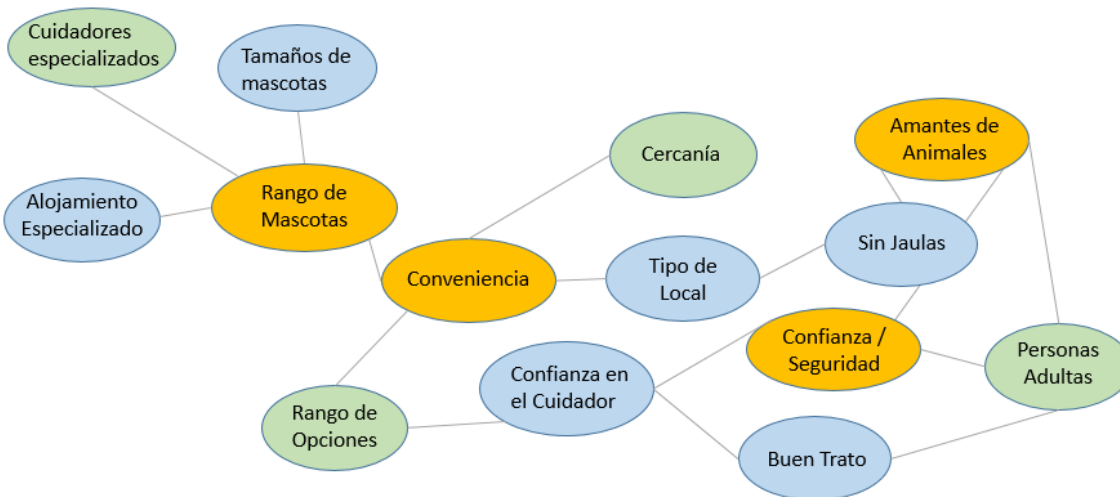 Cuidadores
especializados
Tamaños de
mascotas
Amantes de
Animales
Cercanía
Alojamiento
Especializado
Rango de
Mascotas
Sin Jaulas
Conveniencia
Tipo de
Local
Confianza /
Seguridad
Personas
Adultas
Confianza en
el Cuidador
Rango de
Opciones
Buen Trato